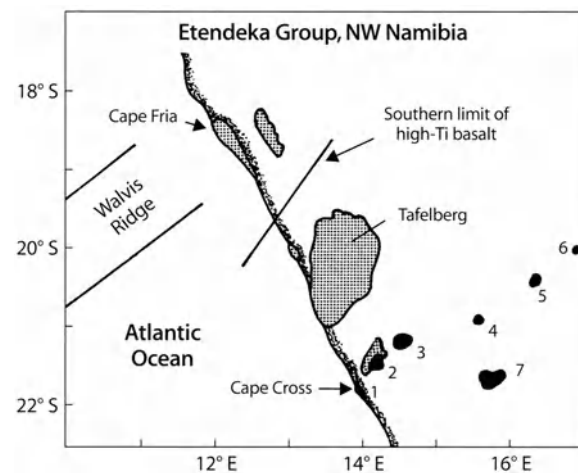 Etendeka Group, NW Namibia
18°S
Cape Fria
Southern limit of
high-Ti basalt
Walvis
Ridge
Tafelberg
20°S
6
5
4
3
7
2
Atlantic
Ocean
Cape Cross
1
22°S
12°E
14°E
16°E